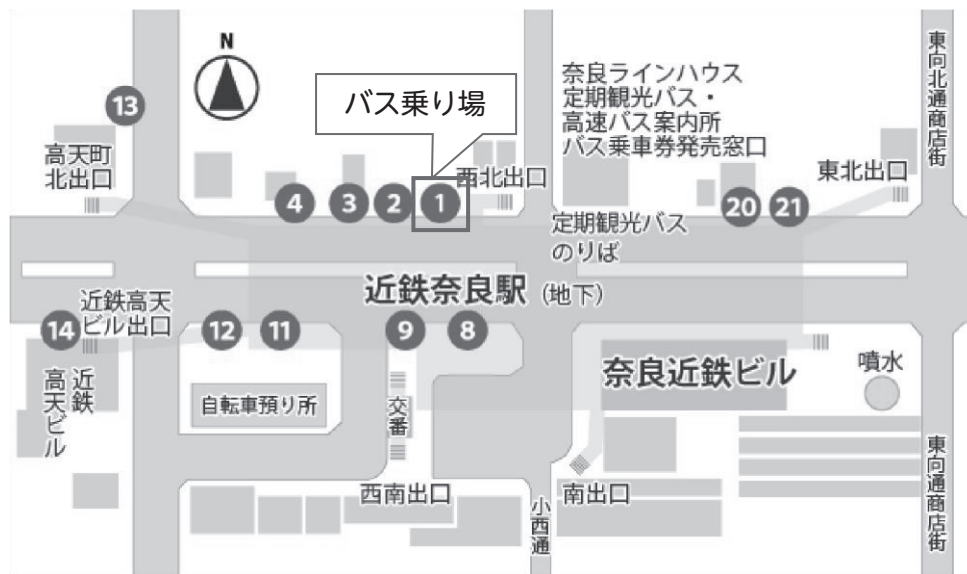 N
バス乗り場
奈良ラインハウス
定期観光バス・
高速バス案内所
バス乗車券発売窓口
東向北通商店街
13
高天町
北出口
4
3
2
1
西北出口
東北出口
20
21
定期観光バス
のりば
近鉄奈良駅(地下)
近鉄高天
ビル出口
14
12
11
9
8
近鉄
高天ビル
自転車預り所
交番
奈良近鉄ビル
噴水
西南出口
小西通
南出口
東向通商店街